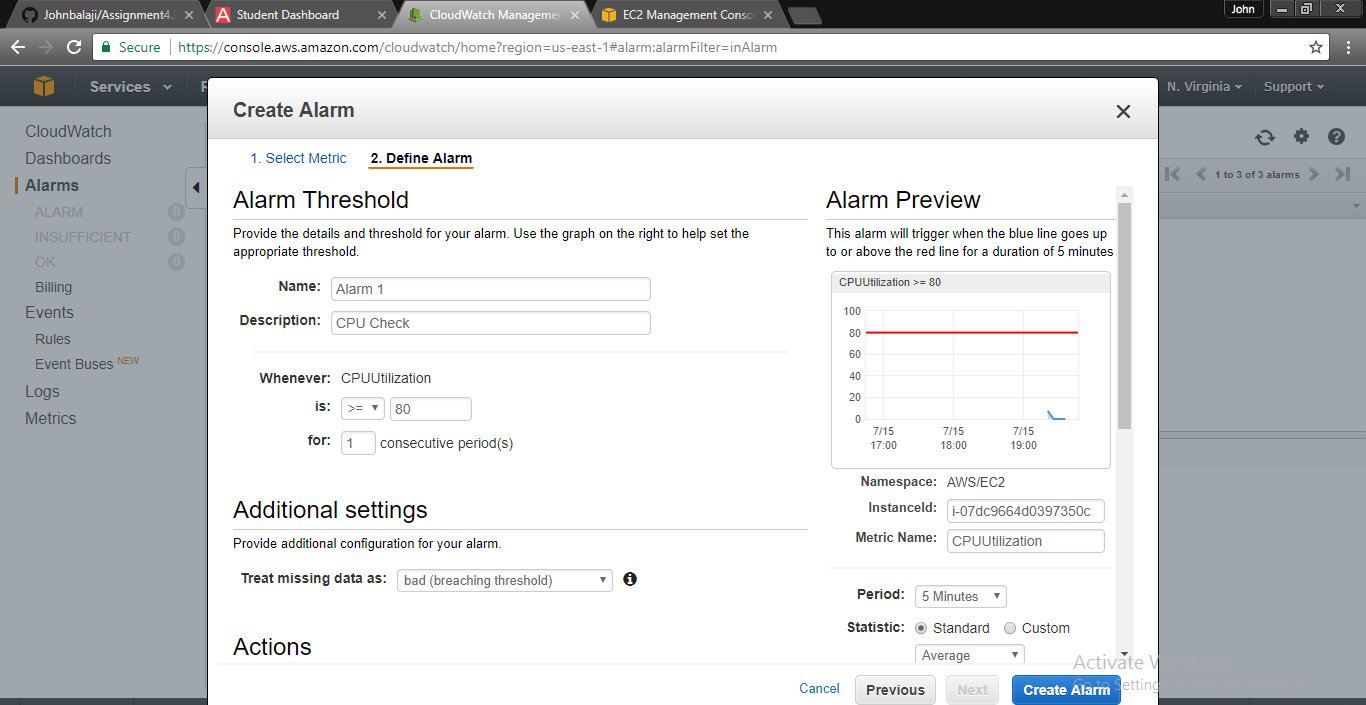 Johnbalaji/Assignment4.
Student Dashboard
CloudWatch Manageme
EC2 Management Conso
John
Secure
https://console.aws.amazon.com/cloudwatch/home?region=us-east-1#alarm:alarmFilter=inAlarm
Services
N. Virginia
Support
CloudWatch
Dashboards
Alarms
ALARM 0
INSUFFICIENT 0
OK 0
Billing
Events
Rules
Event Buses NEW
Logs
Metrics
1 to 3 of 3 alarms
Create Alarm
1. Select Metric 2. Define Alarm
Alarm Threshold
Provide the details and threshold for your alarm. Use the graph on the right to help set the
appropriate threshold.
Name: Alarm 1
Description: CPU Check
Whenever: CPUUtilization
is: >= 80
for: 1 consecutive period(s)
Additional settings
Provide additional configuration for your alarm.
Treat missing data as: bad (breaching threshold)
Actions
Alarm Preview
This alarm will trigger when the blue line goes up
to or above the red line for a duration of 5 minutes
CPUUtilization >= 80
100
80
60
40
20
0
7/15 7/15 7/15
17:00 18:00 19:00
Namespace: AWS/EC2
InstanceId: i-07dc9664d0397350c
Metric Name: CPUUtilization
Period: 5 Minutes
Statistic: Standard Custom
Average
Cancel Previous Next Create Alarm
Activate
Go to Setting